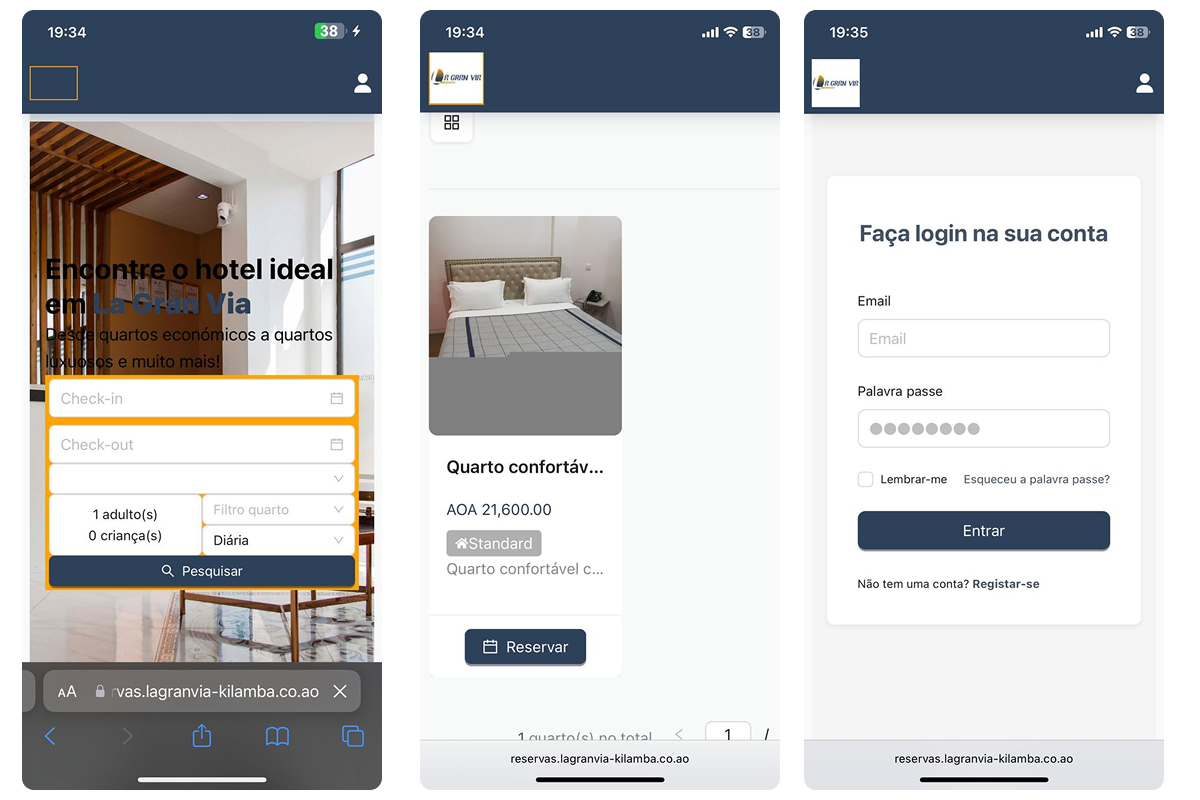 19:34
38
Encontre o hotel ideal
em La Gran Via
Desde quartos económicos a quartos
luxuosos e muito mais!
Check-in
Check-out
1 adulto(s)
0 criança(s)
Filtro quarto
Diária
Pesquisar
AA
rvas.lagranvia-kilamba.co.ao
19:34
38
GRAN VIA
Quarto confortáv...
AOA 21,600.00
Standard
Quarto confortável c...
Reservar
1 quarto(s) no total
1
/
reservas.lagranvia-kilamba.co.ao
19:35
38
GRAN VIA
Faça login na sua conta
Email
Email
Palavra passe
Lembrar-me
Esqueceu a palavra passe?
Entrar
Não tem uma conta? Registar-se
reservas.lagranvia-kilamba.co.ao